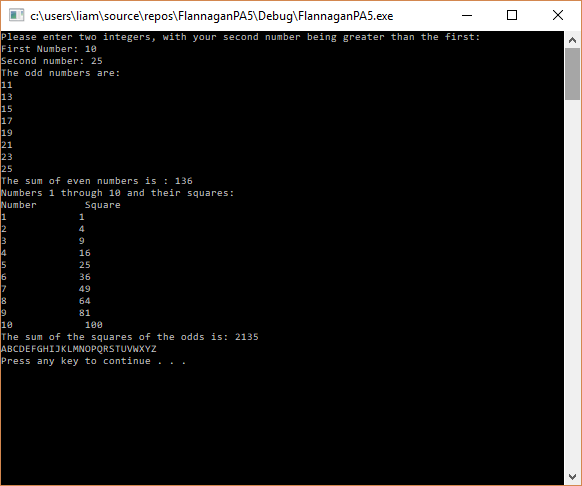 c:\users\liam\source\repos\FlannaganPA5\Debug\FlannaganPA5.exe
Please enter two integers, with your second number being greater than the first:
First Number: 10
Second number: 25
The odd numbers are:
11
13
15
17
19
21
23
25
The sum of even numbers is : 136
Numbers 1 through 10 and their squares:
Number        Square
1            1
2            4
3            9
4            16
5            25
6            36
7            49
8            64
9            81
10            100
The sum of the squares of the odds is: 2135
ABCDEFGHIJKLMNOPQRSTUVWXYZ
Press any key to continue . . .